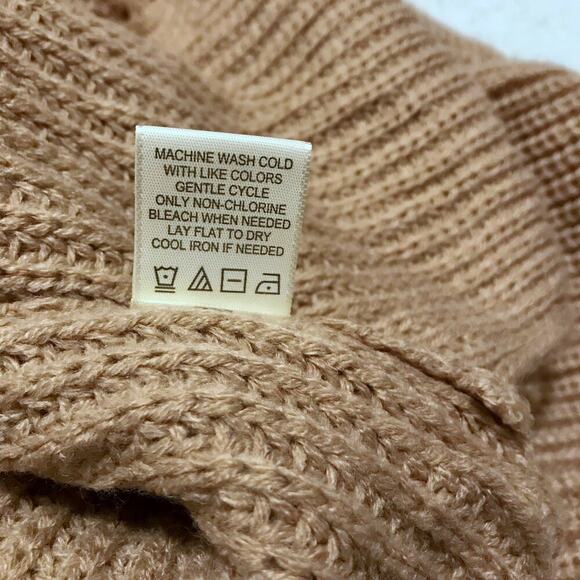 MACHINE WASH COLD
WITH LIKE COLORS
GENTLE CYCLE
ONLY NON-CHLORINE
BLEACH WHEN NEEDED
LAY FLAT TO DRY
COOL IRON IF NEEDED